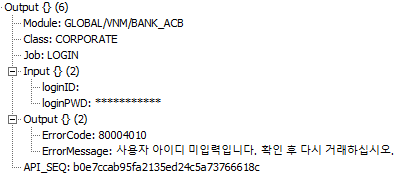 Output {} (6)
Module: GLOBAL/VNM/BANK_ACB
Class: CORPORATE
Job: LOGIN
Input {} (2)
loginID:
loginPWD: ***********
Output {} (2)
ErrorCode: 80004010
ErrorMessage: 사용자 아이디 미입력입니다. 확인 후 다시 거래하십시오.
API_SEQ: b0e7ccab95fa2135ed24c5a73766618c